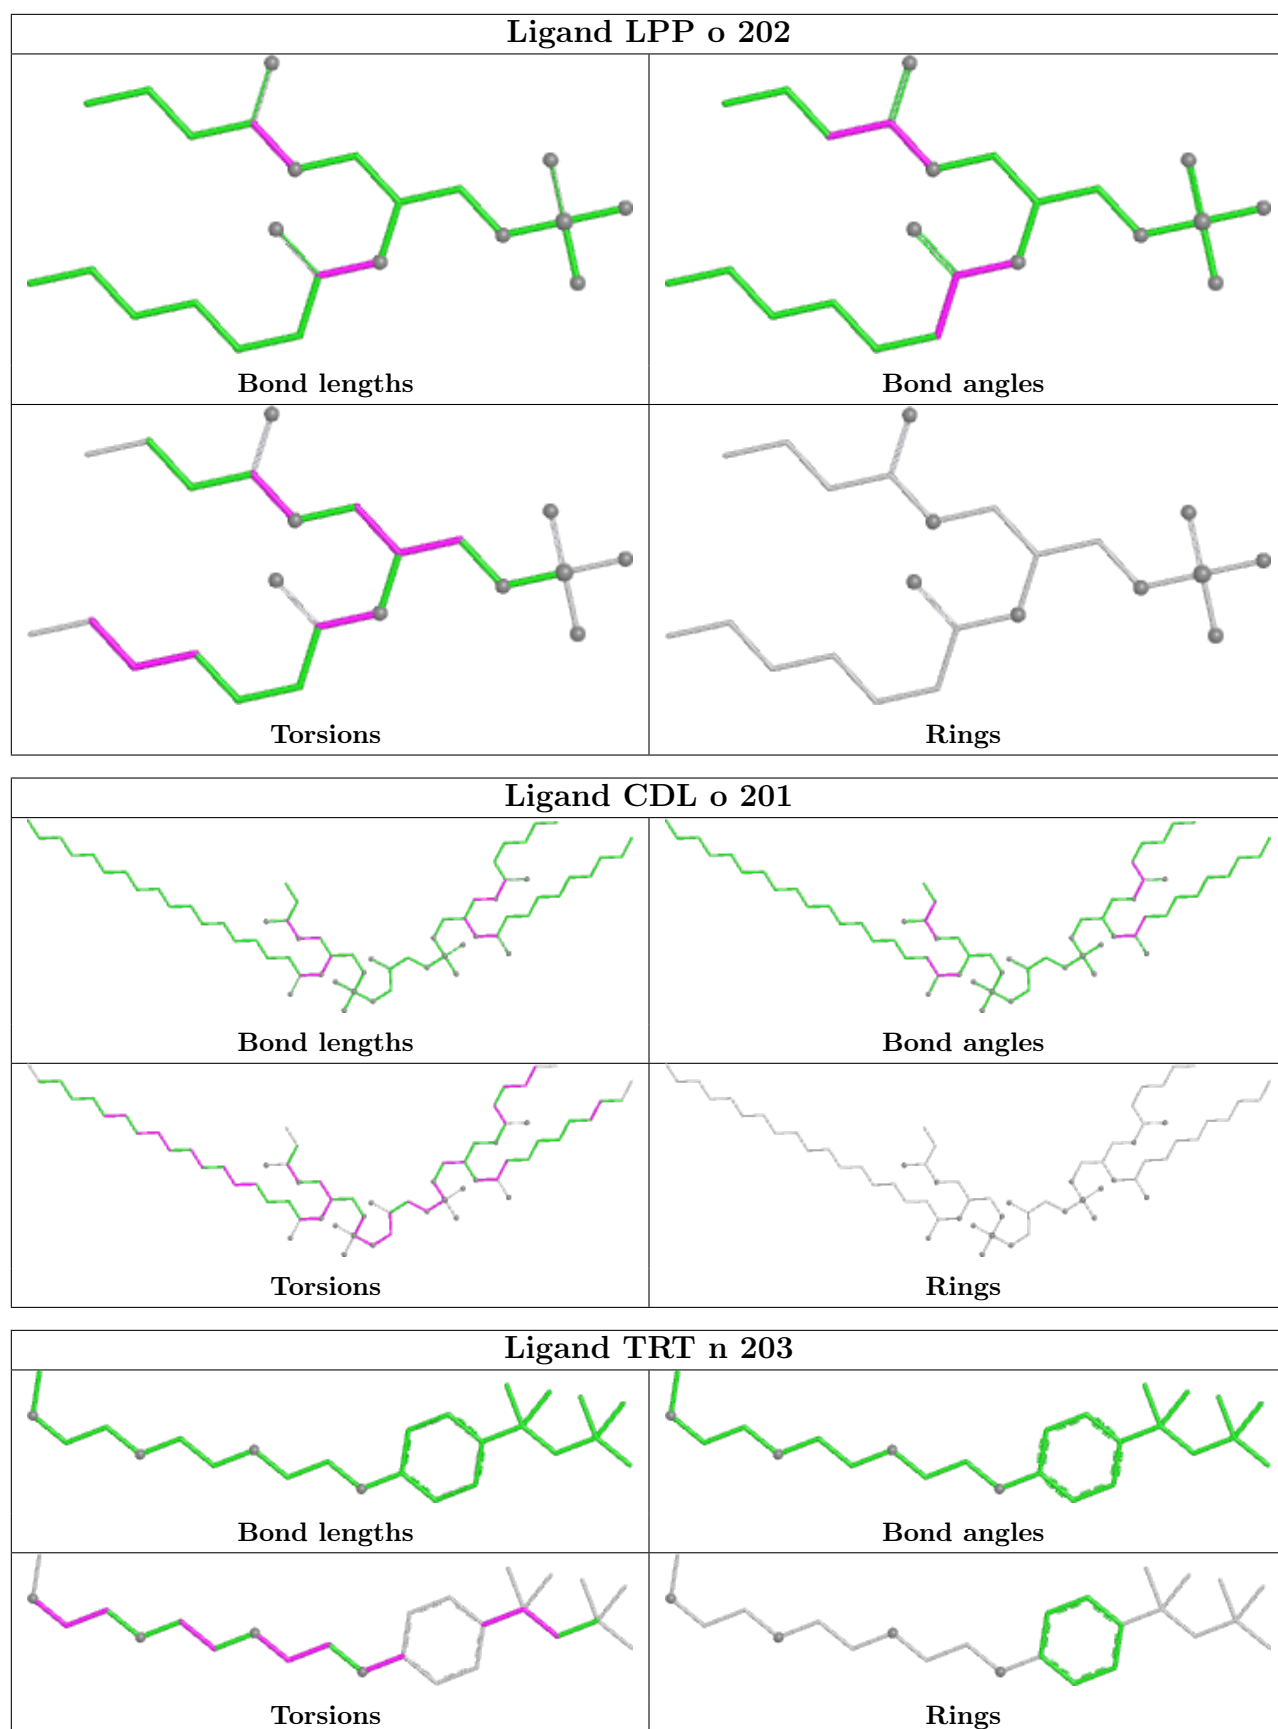 Ligand LPP o 202
Bond lengths
Bond angles
Torsions
Rings
Ligand CDL o 201
Bond lengths
Bond angles
Torsions
Rings
Ligand TRT n 203
Bond lengths
Bond angles
Torsions
Rings